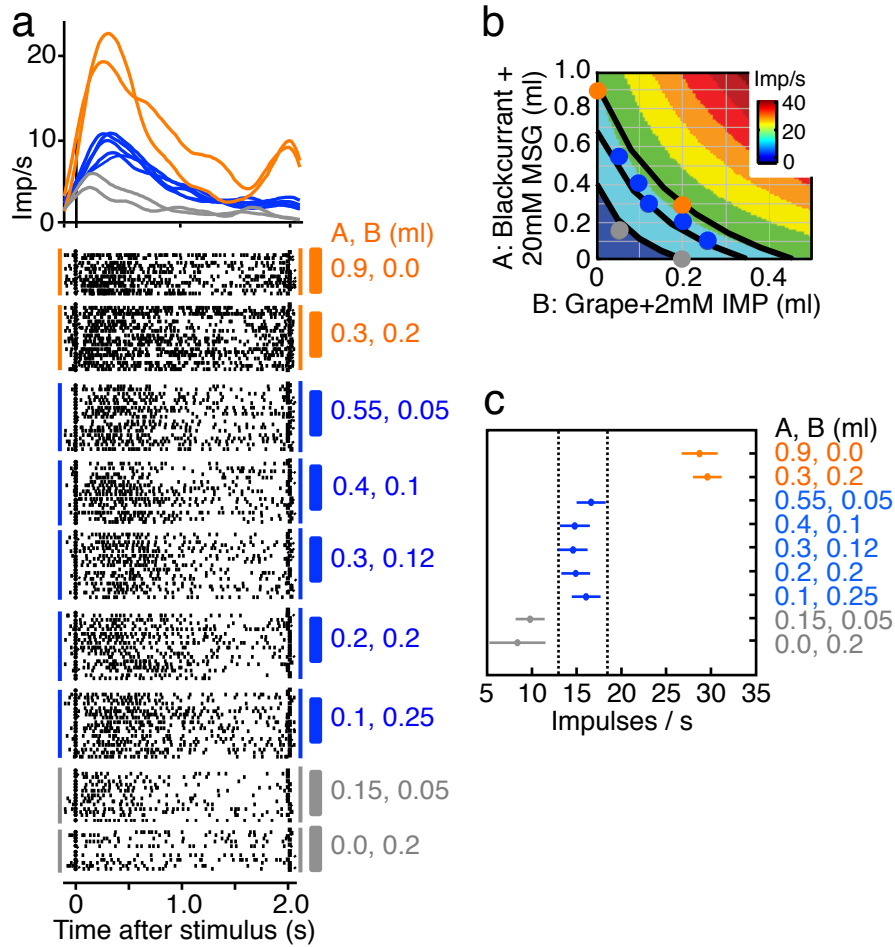 a
20
10
0
Imp/s
A, B (ml)
0.9, 0.0
0.3, 0.2
0.55, 0.05
0.4, 0.1
0.3, 0.12
0.2, 0.2
0.1, 0.25
0.15, 0.05
0.0, 0.2
0 1.0 2.0
Time after stimulus (s)
b
A: Blackcurrant +
20mM MSG (ml)
1.0
0.8
0.6
0.4
0.2
0
0 0.2 0.4
B: Grape+2mM IMP (ml)
Imp/s
40
20
0
c
A, B (ml)
0.9, 0.0
0.3, 0.2
0.55, 0.05
0.4, 0.1
0.3, 0.12
0.2, 0.2
0.1, 0.25
0.15, 0.05
0.0, 0.2
5 10 15 20 25 30 35
Impulses / s